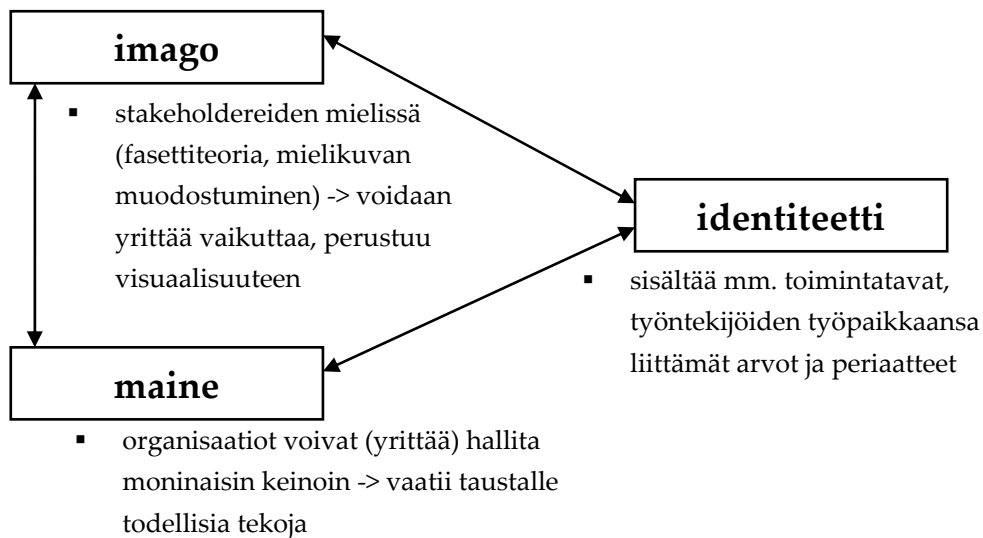 imago
▪ stakeholdereiden mielissä
(fasettiteoria, mielikuvan
muodostuminen) -> voidaan
yrittää vaikuttaa, perustuu
visuaalisuuteen
identiteetti
▪ sisältää mm. toimintatavat,
työntekijöiden työpaikkaansa
liittämät arvot ja periaatteet
maine
▪ organisaatiot voivat (yrittää) hallita
moninaisin keinoin -> vaatii taustalle
todellisia tekoja